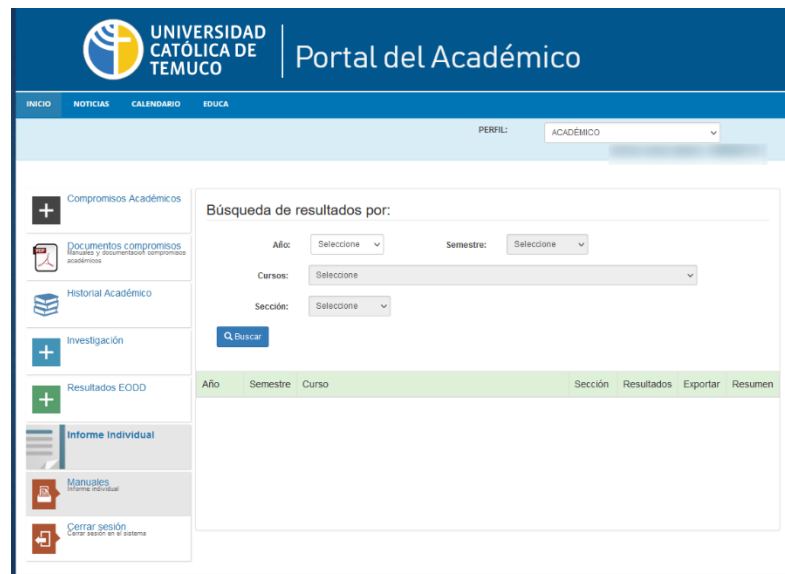 UNIVERSIDAD
CATÓLICA DE
TEMUCO
Portal del Académico
INICIO NOTICIAS CALENDARIO EDUCA
PERFIL: ACADÉMICO
Compromisos Académicos
Documentos compromisos
Manuales y documentación compromisos
académicos
Historial Académico
Investigación
Resultados EODD
Informe Individual
Manuales
Informe individual
Cerrar sesión
Cerrar sesión en el sistema
Búsqueda de resultados por:
Año: Seleccione Semestre: Seleccione
Cursos: Seleccione
Sección: Seleccione
Buscar
Año Semestre Curso Sección Resultados Exportar Resumen